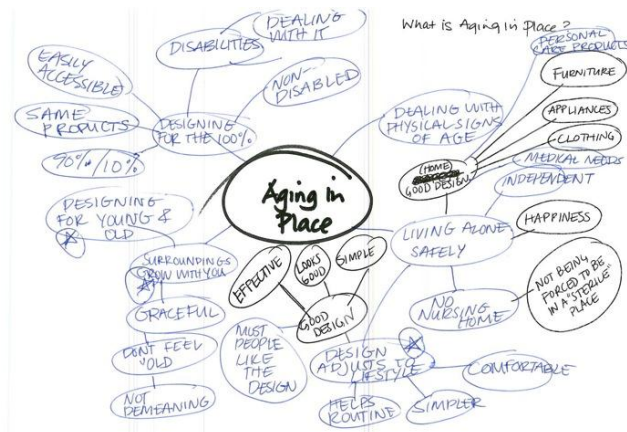 What is Aging in Place?
DEALING
WITH IT
DISABILITIES
NON-
DISABLED
EASILY
ACCESSIBLE
SAME
PRODUCTS
90%/10%
DESIGNING
FOR THE 100%
DEALING WITH
PHYSICAL SIGNS
OF AGE
PERSONAL
CARE PRODUCTS
FURNITURE
APPLIANCES
CLOTHING
MEDICAL NEEDS
(HOME)
GOOD DESIGN
INDEPENDENT
HAPPINESS
Aging in
Place
LIVING ALONE
SAFELY
NO
NURSING
HOME
NOT BEING
FORCED TO BE
IN A "STERILE"
PLACE
DESIGNING
FOR YOUNG &
OLD
SURROUNDINGS
GROW WITH YOU
GRACEFUL
DONT FEEL
"OLD"
NOT
DEMEANING
EFFECTIVE
LOOKS
GOOD
SIMPLE
GOOD
DESIGN
MOST
PEOPLE
LIKE
THE
DESIGN
DESIGN
ADJUSTS TO
LIFESTYLE
HELPS
ROUTINE
SIMPLER
COMFORTABLE